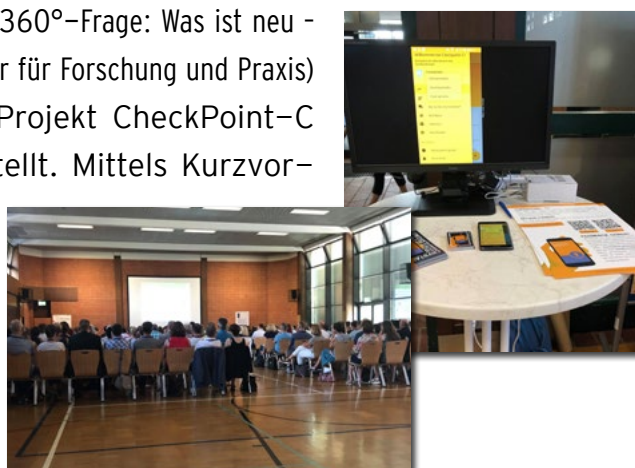 360°–Frage: Was ist neu -
r für Forschung und Praxis)
Projekt CheckPoint–C
tellt. Mittels Kurzvor–